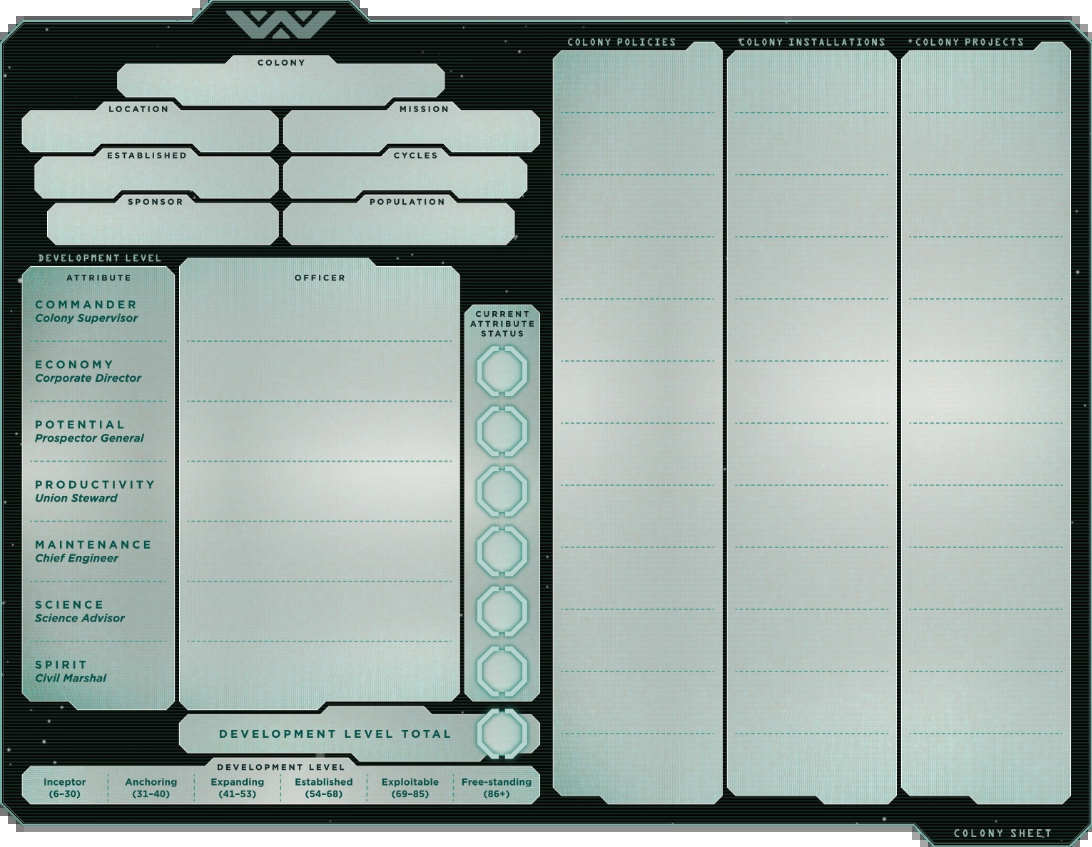 COLONY
LOCATION
MISSION
ESTABLISHED
CYCLES
SPONSOR
POPULATION
DEVELOPMENT LEVEL
ATTRIBUTE
OFFICER
CURRENT
ATTRIBUTE
STATUS
COMMANDER
Colony Supervisor
ECONOMY
Corporate Director
POTENTIAL
Prospector General
PRODUCTIVITY
Union Steward
MAINTENANCE
Chief Engineer
SCIENCE
Science Advisor
SPIRIT
Civil Marshal
DEVELOPMENT LEVEL TOTAL
DEVELOPMENT LEVEL
Inceptor Anchoring Expanding Established Exploitable Free-standing
(6–30) (31–40) (41–53) (54–68) (69–85) (86+)
COLONY POLICIES
COLONY INSTALLATIONS
COLONY PROJECTS
COLONY SHEET